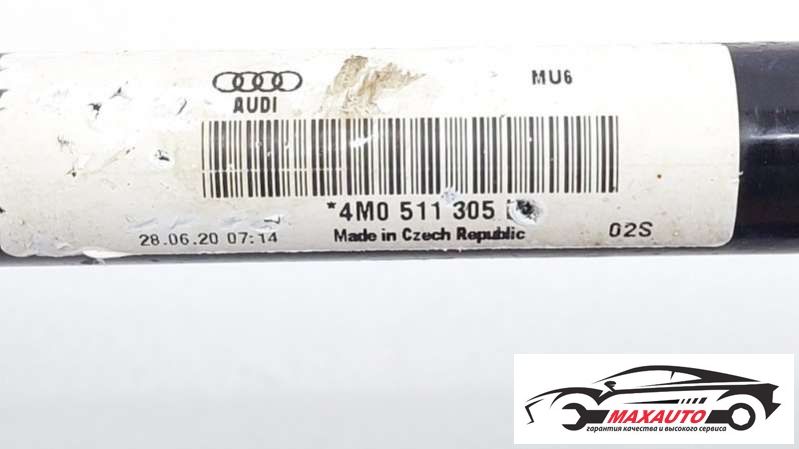 AUDI
MU6
*4M0 511 305
28.06.20 07:14
Made in Czech Republic
02S
MAXAUTO
гарантия качества и высокого сервиса